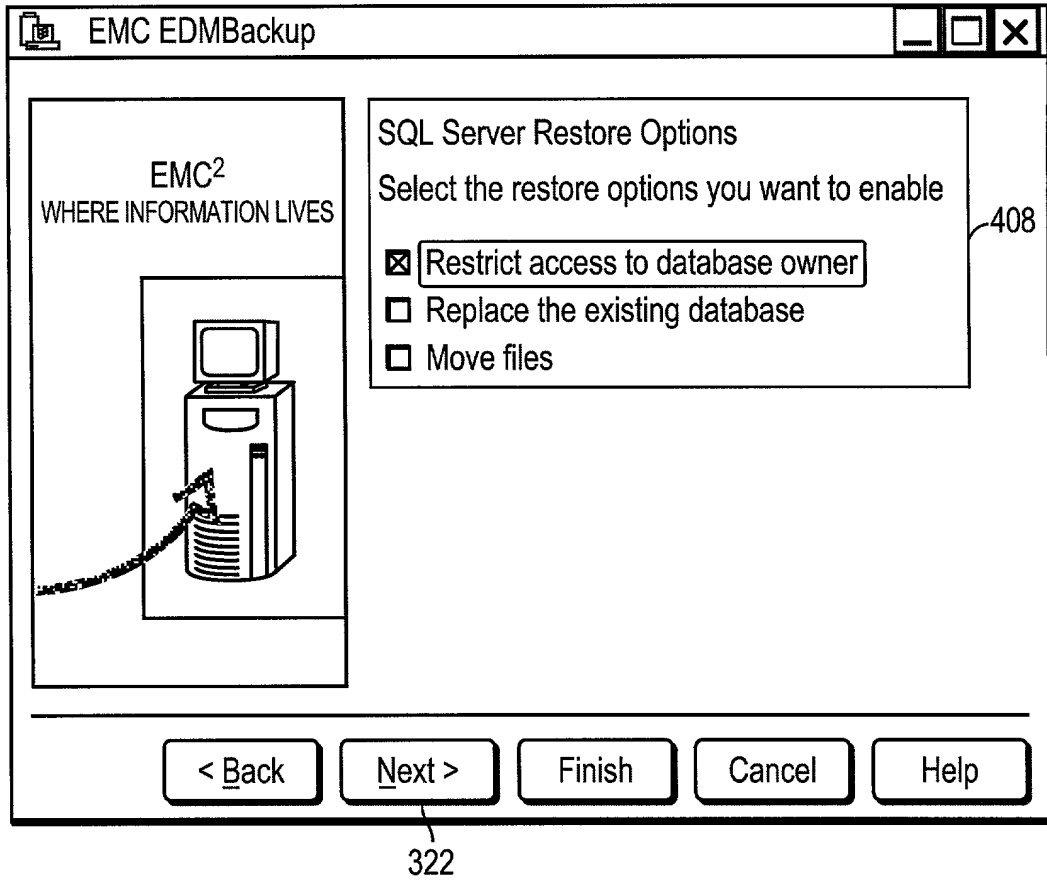 EMC EDMBackup
EMC²
WHERE INFORMATION LIVES
SQL Server Restore Options
Select the restore options you want to enable
Restrict access to database owner
Replace the existing database
Move files
408
< Back
Next >
Finish
Cancel
Help
322